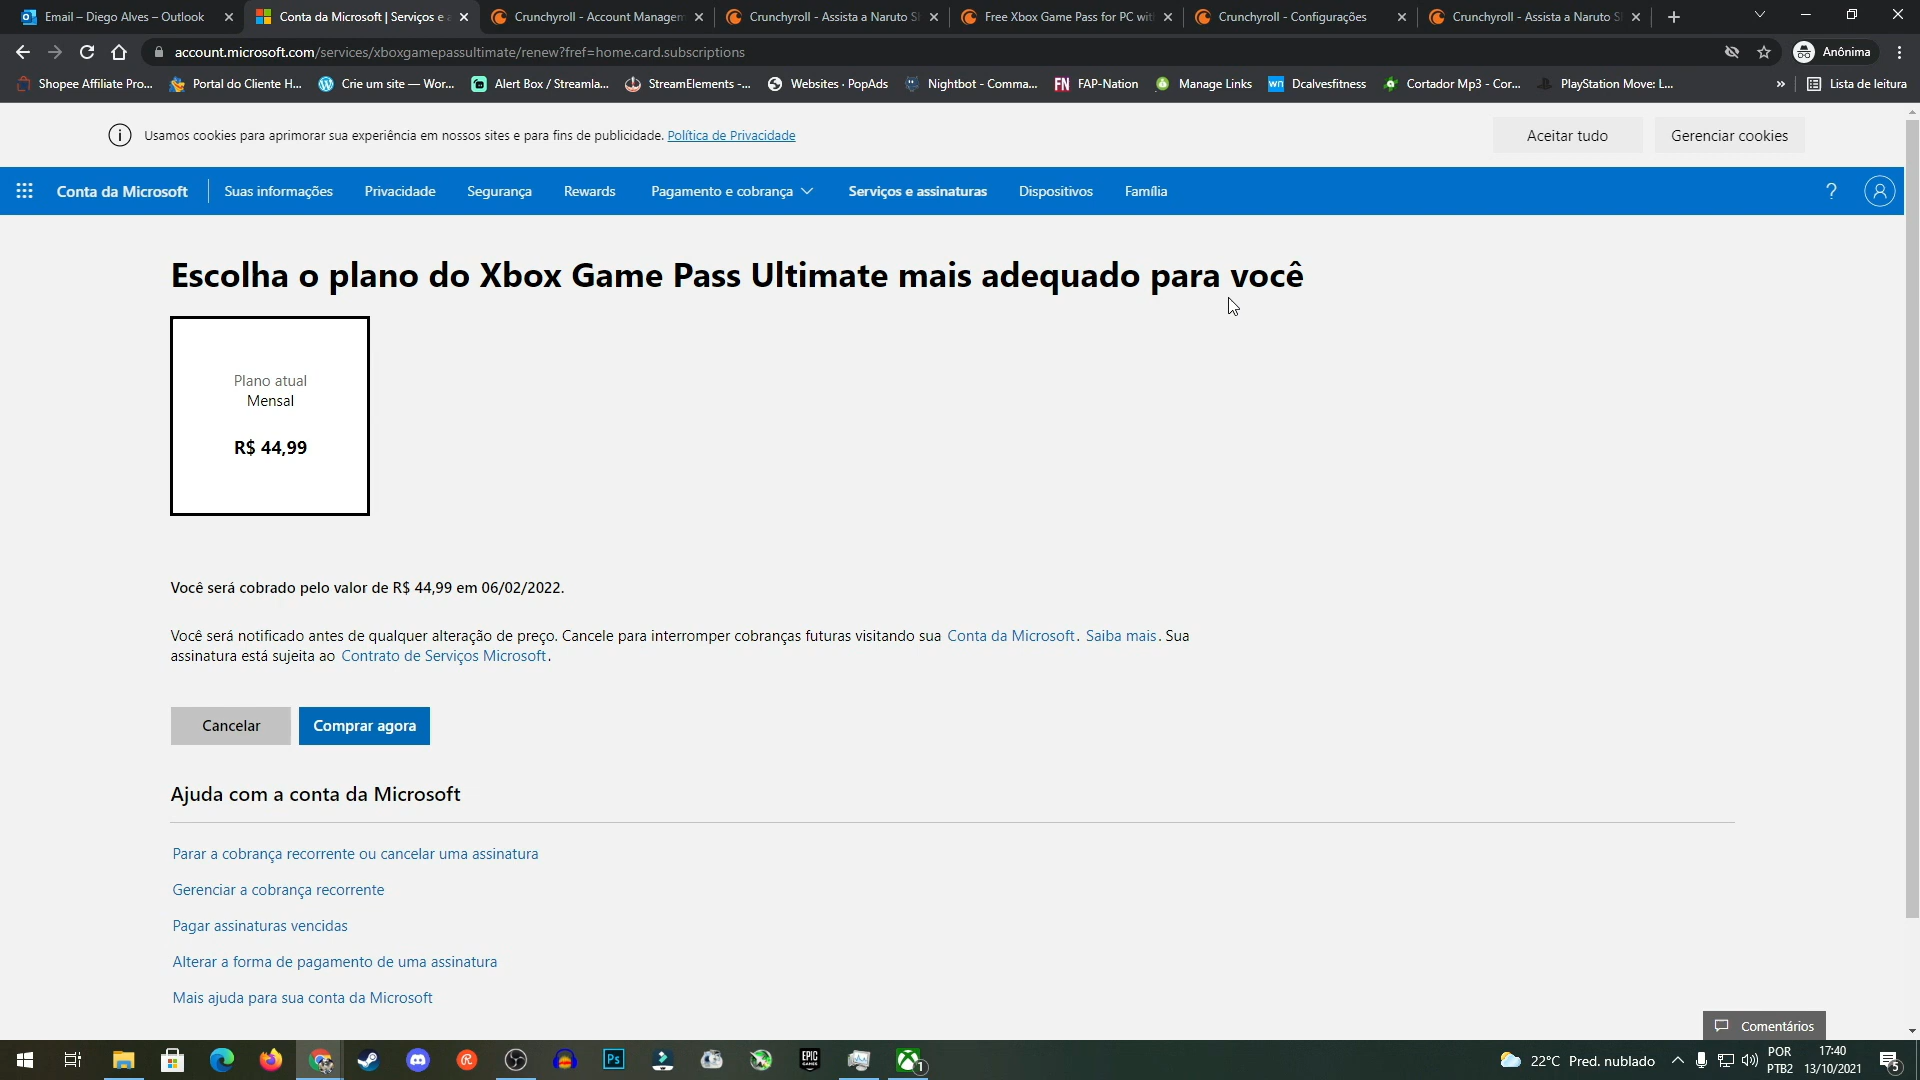 Email – Diego Alves – Outlook
Conta da Microsoft | Serviços e a
Crunchyroll - Account Managem
Crunchyroll - Assista a Naruto S
Free Xbox Game Pass for PC wit
Crunchyroll - Configurações
Crunchyroll - Assista a Naruto S
account.microsoft.com/services/xboxgamepassultimate/renew?fref=home.card.subscriptions
Anônima
Shopee Affiliate Pro...
Portal do Cliente H...
Crie um site — Wor...
Alert Box / Streamla...
StreamElements -...
Websites · PopAds
Nightbot - Comma...
FN FAP-Nation
Manage Links
wn Dcalvesfitness
Cortador Mp3 - Cor...
PlayStation Move: L...
»
Lista de leitura
Usamos cookies para aprimorar sua experiência em nossos sites e para fins de publicidade. Política de Privacidade
Aceitar tudo
Gerenciar cookies
Conta da Microsoft
Suas informações
Privacidade
Segurança
Rewards
Pagamento e cobrança
Serviços e assinaturas
Dispositivos
Família
?
Escolha o plano do Xbox Game Pass Ultimate mais adequado para você
Plano atual
Mensal
R$ 44,99
Você será cobrado pelo valor de R$ 44,99 em 06/02/2022.
Você será notificado antes de qualquer alteração de preço. Cancele para interromper cobranças futuras visitando sua Conta da Microsoft. Saiba mais. Sua
assinatura está sujeita ao Contrato de Serviços Microsoft.
Cancelar
Comprar agora
Ajuda com a conta da Microsoft
Parar a cobrança recorrente ou cancelar uma assinatura
Gerenciar a cobrança recorrente
Pagar assinaturas vencidas
Alterar a forma de pagamento de uma assinatura
Mais ajuda para sua conta da Microsoft
Comentários
Ps
EPIC
GAMES
1
22°C Pred. nublado
POR
PTB2
17:40
13/10/2021
5